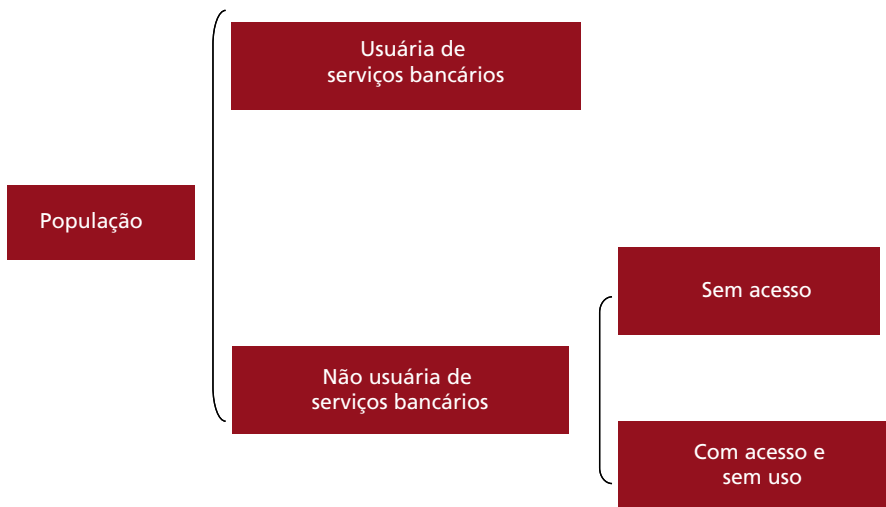 Usuária de
serviços bancários
População
Sem acesso
Não usuária de
serviços bancários
Com acesso e
sem uso